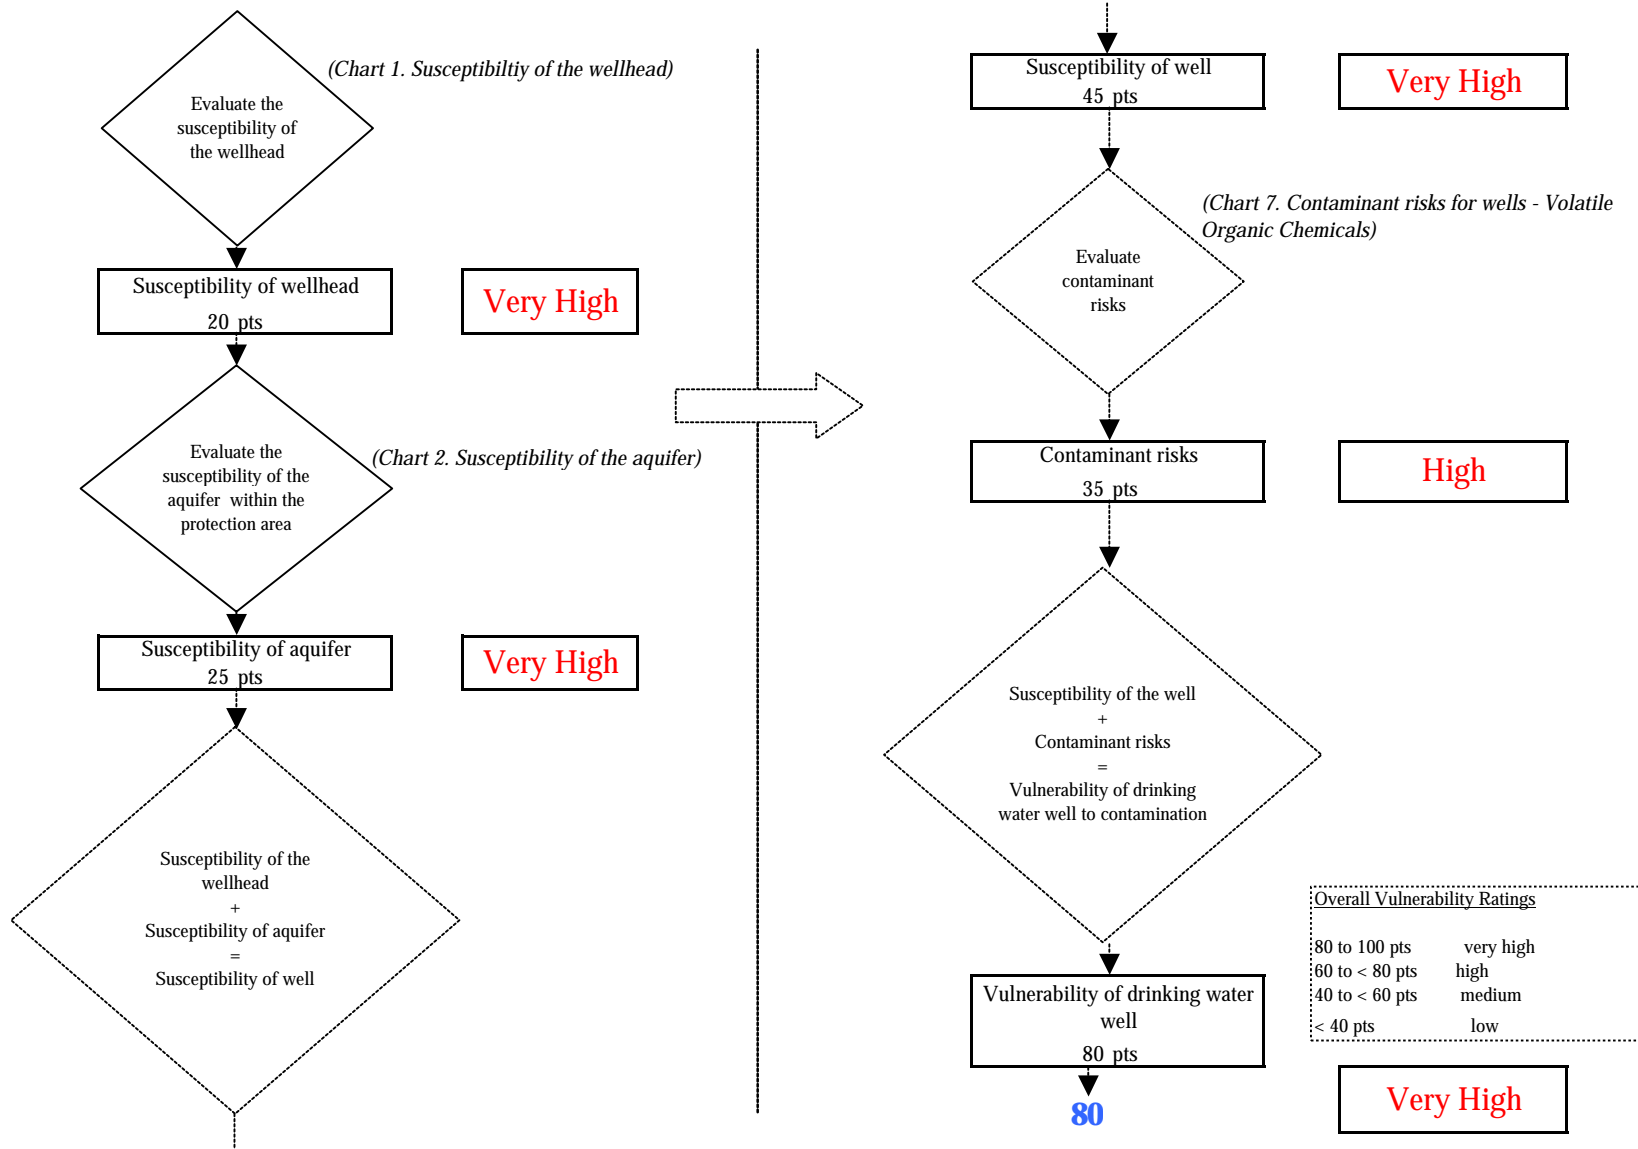 (Chart 1. Susceptibiltiy of the wellhead)
Evaluate the
susceptibility of
the wellhead
Susceptibility of wellhead
20 pts
Very High
Evaluate the
susceptibility of the
aquifer within the
protection area
(Chart 2. Susceptibility of the aquifer)
Susceptibility of aquifer
25 pts
Very High
Susceptibility of the
wellhead
+
Susceptibility of aquifer
=
Susceptibility of well
Susceptibility of well
45 pts
Very High
(Chart 7. Contaminant risks for wells - Volatile
Organic Chemicals)
Evaluate
contaminant
risks
Contaminant risks
35 pts
High
Susceptibility of the well
+
Contaminant risks
=
Vulnerability of drinking
water well to contamination
Overall Vulnerability Ratings
80 to 100 pts very high
60 to < 80 pts high
40 to < 60 pts medium
< 40 pts low
Vulnerability of drinking water
well
80 pts
80
Very High